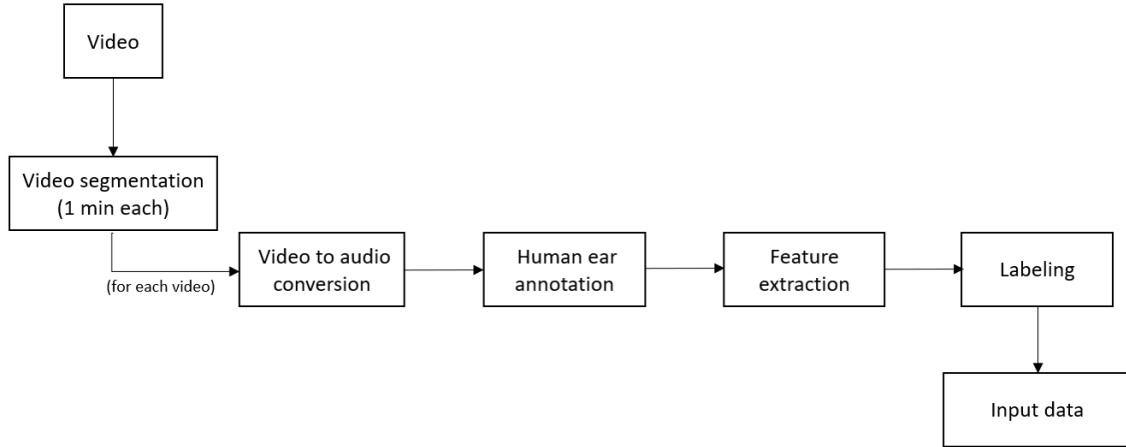 Video
Video segmentation
(1 min each)
(for each video)
Video to audio
conversion
Human ear
annotation
Feature
extraction
Labeling
Input data